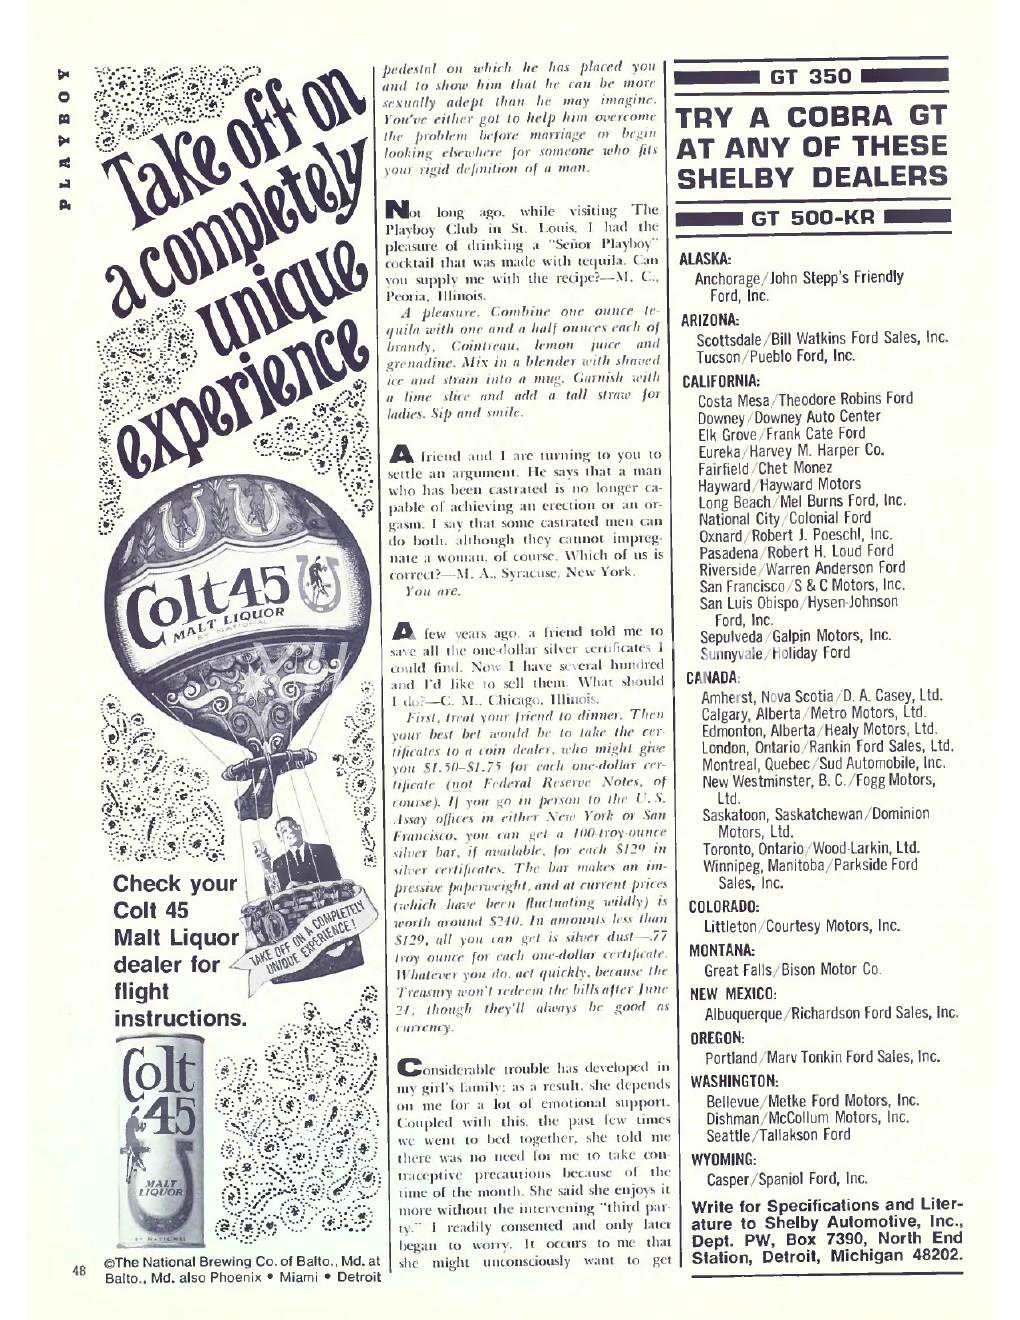 PLAYBOY
Take off on
a completely
unique
experience
Colt 45
MALT LIQUOR
BY NATIONAL
TAKE OFF ON A COMPLETELY
UNIQUE EXPERIENCE!
Check your
Colt 45
Malt Liquor
dealer for
flight
instructions.
Colt
45
MALT
LIQUOR
BY NATIONAL
©The National Brewing Co. of Balto., Md. at
Balto., Md. also Phoenix • Miami • Detroit
48
pedestal on which he has placed you
and to show him that he can be more
sexually adept than he may imagine.
You've either got to help him overcome
the problem before marriage or begin
looking elsewhere for someone who fits
your rigid definition of a man.
Not long ago, while visiting The
Playboy Club in St. Louis, I had the
pleasure of drinking a "Señor Playboy"
cocktail that was made with tequila. Can
you supply me with the recipe?—M. C.,
Peoria, Illinois.
A pleasure. Combine one ounce te-
quila with one and a half ounces each of
brandy, Cointreau, lemon juice and
grenadine. Mix in a blender with shaved
ice and strain into a mug. Garnish with
a lime slice and add a tall straw for
ladies. Sip and smile.
A friend and I are turning to you to
settle an argument. He says that a man
who has been castrated is no longer ca-
pable of achieving an erection or an or-
gasm. I say that some castrated men can
do both, although they cannot impreg-
nate a woman, of course. Which of us is
correct?—M. A., Syracuse, New York.
You are.
A few years ago, a friend told me to
save all the one-dollar silver certificates I
could find. Now I have several hundred
and I'd like to sell them. What should
I do?—C. M., Chicago, Illinois.
First, treat your friend to dinner. Then
your best bet would be to take the cer-
tificates to a coin dealer, who might give
you $1.50–$1.75 for each one-dollar cer-
tificate (not Federal Reserve Notes, of
course). If you go in person to the U. S.
Assay offices in either New York or San
Francisco, you can get a 100-troy-ounce
silver bar, if available, for each $129 in
silver certificates. The bar makes an im-
pressive paperweight, and at current prices
(which have been fluctuating wildly) is
worth around $240. In amounts less than
$129, all you can get is silver dust—.77
troy ounce for each one-dollar certificate.
Whatever you do, act quickly, because the
Treasury won't redeem the bills after June
24, though they'll always be good as
currency.
Considerable trouble has developed in
my girl's family; as a result, she depends
on me for a lot of emotional support.
Coupled with this, the past few times
we went to bed together, she told me
there was no need for me to take con-
traceptive precautions because of the
time of the month. She said she enjoys it
more without the intervening "third par-
ty." I readily consented and only later
began to worry. It occurs to me that
she might unconsciously want to get
GT 350
TRY A COBRA GT
AT ANY OF THESE
SHELBY DEALERS
GT 500-KR
ALASKA:
Anchorage/John Stepp's Friendly
Ford, Inc.
ARIZONA:
Scottsdale/Bill Watkins Ford Sales, Inc.
Tucson/Pueblo Ford, Inc.
CALIFORNIA:
Costa Mesa/Theodore Robins Ford
Downey/Downey Auto Center
Elk Grove/Frank Cate Ford
Eureka/Harvey M. Harper Co.
Fairfield/Chet Monez
Hayward/Hayward Motors
Long Beach/Mel Burns Ford, Inc.
National City/Colonial Ford
Oxnard/Robert J. Poeschl, Inc.
Pasadena/Robert H. Loud Ford
Riverside/Warren Anderson Ford
San Francisco/S & C Motors, Inc.
San Luis Obispo/Hysen-Johnson
Ford, Inc.
Sepulveda/Galpin Motors, Inc.
Sunnyvale/Holiday Ford
CANADA:
Amherst, Nova Scotia/D. A. Casey, Ltd.
Calgary, Alberta/Metro Motors, Ltd.
Edmonton, Alberta/Healy Motors, Ltd.
London, Ontario/Rankin Ford Sales, Ltd.
Montreal, Quebec/Sud Automobile, Inc.
New Westminster, B. C./Fogg Motors,
Ltd.
Saskatoon, Saskatchewan/Dominion
Motors, Ltd.
Toronto, Ontario/Wood-Larkin, Ltd.
Winnipeg, Manitoba/Parkside Ford
Sales, Inc.
COLORADO:
Littleton/Courtesy Motors, Inc.
MONTANA:
Great Falls/Bison Motor Co.
NEW MEXICO:
Albuquerque/Richardson Ford Sales, Inc.
OREGON:
Portland/Marv Tonkin Ford Sales, Inc.
WASHINGTON:
Bellevue/Metke Ford Motors, Inc.
Dishman/McCollum Motors, Inc.
Seattle/Tallakson Ford
WYOMING:
Casper/Spaniol Ford, Inc.
Write for Specifications and Liter-
ature to Shelby Automotive, Inc.,
Dept. PW, Box 7390, North End
Station, Detroit, Michigan 48202.